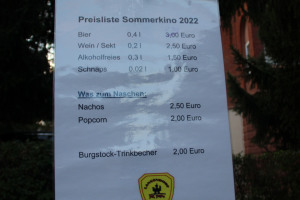 Preisliste Sommerkino 2022
Bier 0,4 l 3,00 Euro
Wein / Sekt 0,2 l 2,50 Euro
Alkoholfreies 0,3 l 1,50 Euro
Schnaps 0,02 l 1,00 Euro
Was zum Naschen:
Nachos 2,50 Euro
Popcorn 2,00 Euro
Burgstock-Trinkbecher 2,00 Euro